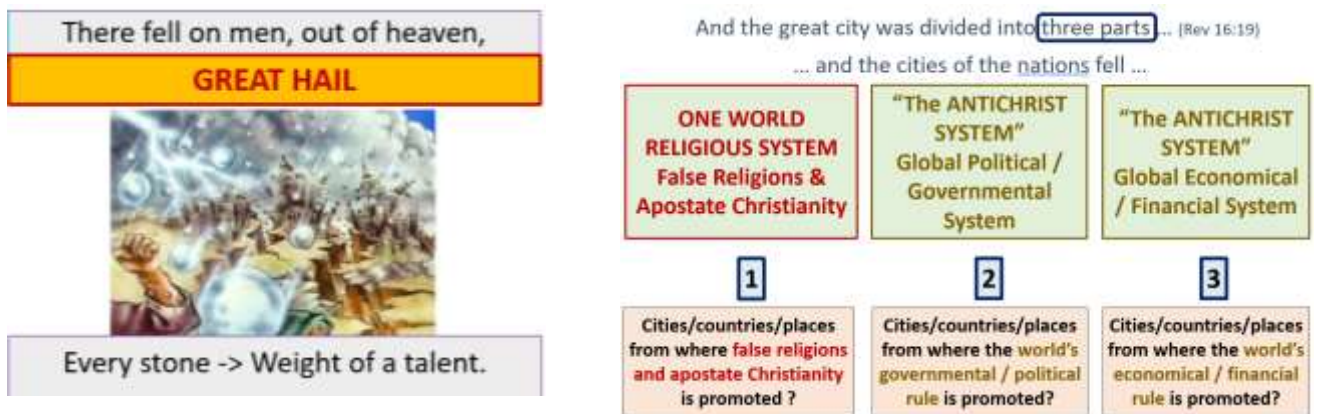 There fell on men, out of heaven,
GREAT HAIL
Every stone -> Weight of a talent.
And the great city was divided into three parts ... (Rev 16:19)
... and the cities of the nations fell ...
ONE WORLD
RELIGIOUS SYSTEM
False Religions &
Apostate Christianity
1
Cities/countries/places
from where false religions
and apostate Christianity
is promoted ?
“The ANTICHRIST
SYSTEM”
Global Political /
Governmental
System
2
Cities/countries/places
from where the world's
governmental / political
rule is promoted?
“The ANTICHRIST
SYSTEM”
Global Economical
/ Financial System
3
Cities/countries/places
from where the world's
economical / financial
rule is promoted?